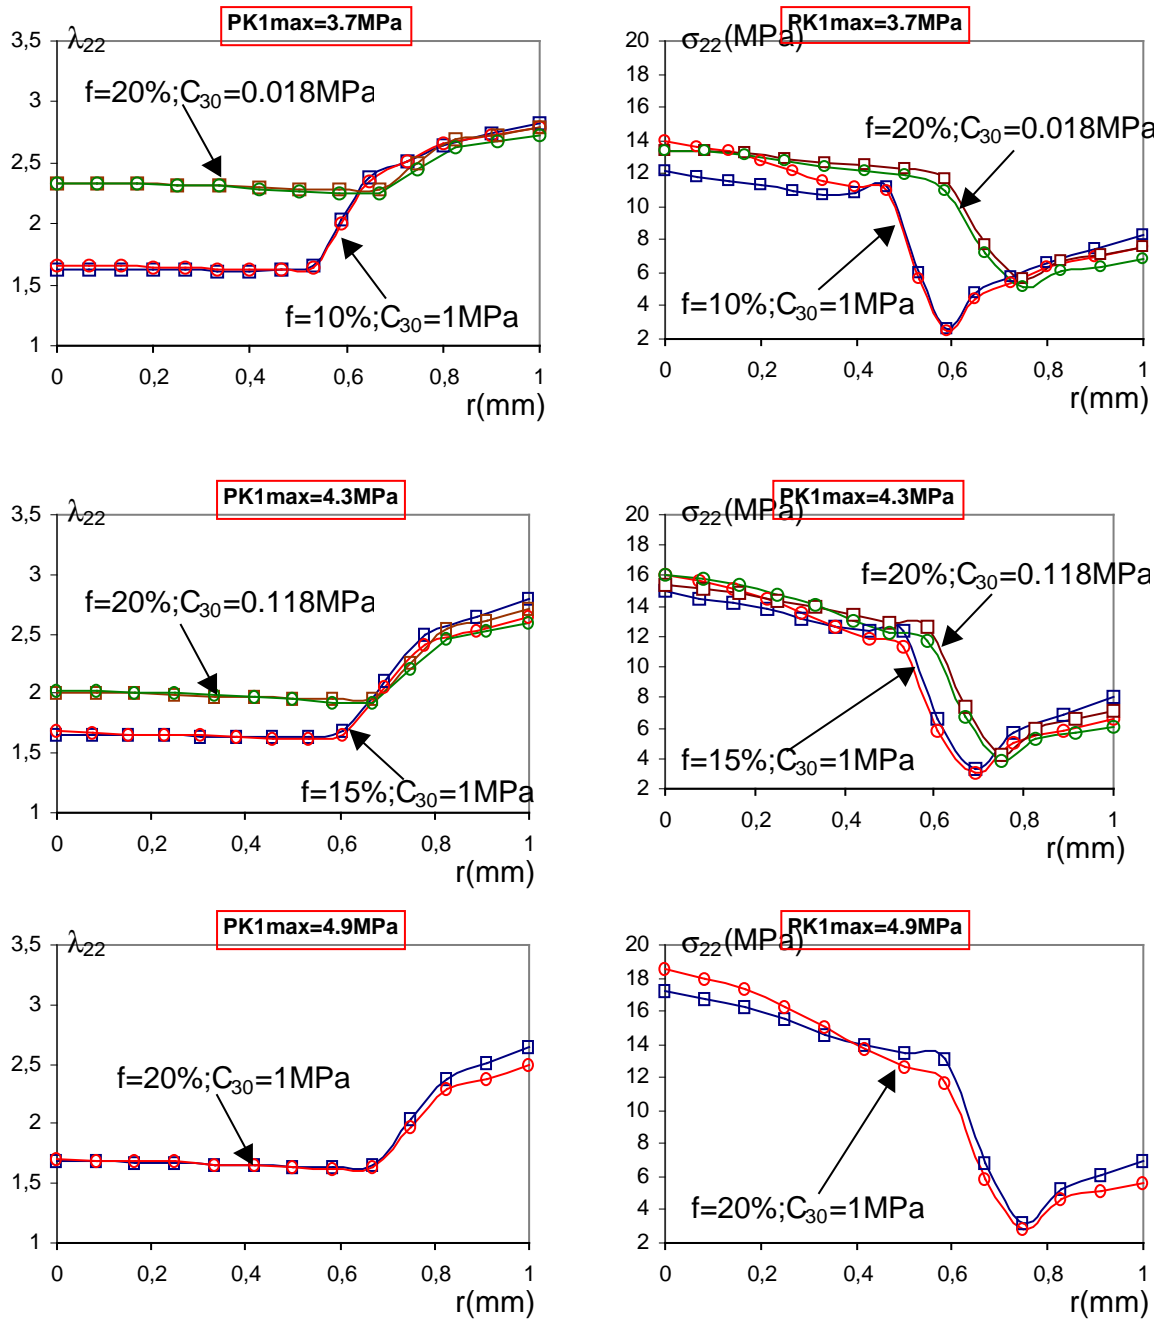 PK1max=3.7MPa
λ22
3,5
3
2,5
2
1,5
1
f=20%;C30=0.018MPa
f=10%;C30=1MPa
0 0,2 0,4 0,6 0,8 1
r(mm)
PK1max=3.7MPa
σ22(MPa)
20
18
16
14
12
10
8
6
4
2
f=20%;C30=0.018MPa
f=10%;C30=1MPa
0 0,2 0,4 0,6 0,8 1
r(mm)
PK1max=4.3MPa
λ22
3,5
3
2,5
2
1,5
1
f=20%;C30=0.118MPa
f=15%;C30=1MPa
0 0,2 0,4 0,6 0,8 1
r(mm)
PK1max=4.3MPa
σ22(MPa)
20
18
16
14
12
10
8
6
4
2
f=20%;C30=0.118MPa
f=15%;C30=1MPa
0 0,2 0,4 0,6 0,8 1
r(mm)
PK1max=4.9MPa
λ22
3,5
3
2,5
2
1,5
1
f=20%;C30=1MPa
0 0,2 0,4 0,6 0,8 1
r(mm)
PK1max=4.9MPa
σ22(MPa)
20
18
16
14
12
10
8
6
4
2
f=20%;C30=1MPa
0 0,2 0,4 0,6 0,8 1
r(mm)